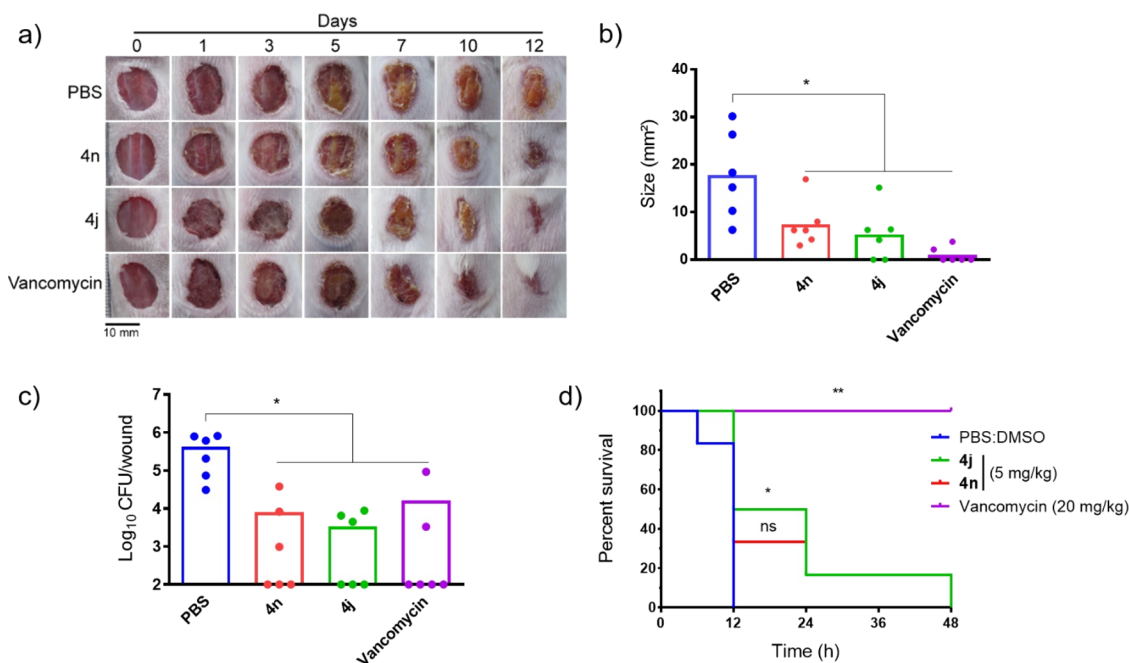 a)
Days
0 1 3 5 7 10 12
PBS
4n
4j
Vancomycin
10 mm
b)
Size (mm²)
40
30
20
10
0
*
PBS 4n 4j Vancomycin
c)
Log10 CFU/wound
7
6
5
4
3
2
*
PBS 4n 4j Vancomycin
d)
Percent survival
100
80
60
40
20
0
**
*
ns
0 12 24 36 48
Time (h)
PBS:DMSO
4j
4n
(5 mg/kg)
Vancomycin (20 mg/kg)